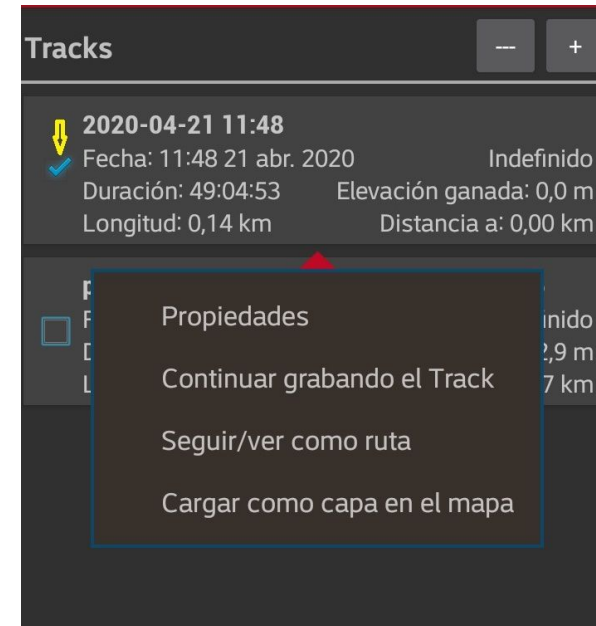 Tracks
--- +
2020-04-21 11:48
Fecha: 11:48 21 abr. 2020 Indefinido
Duración: 49:04:53 Elevación ganada: 0,0 m
Longitud: 0,14 km Distancia a: 0,00 km
Propiedades
Continuar grabando el Track
Seguir/ver como ruta
Cargar como capa en el mapa